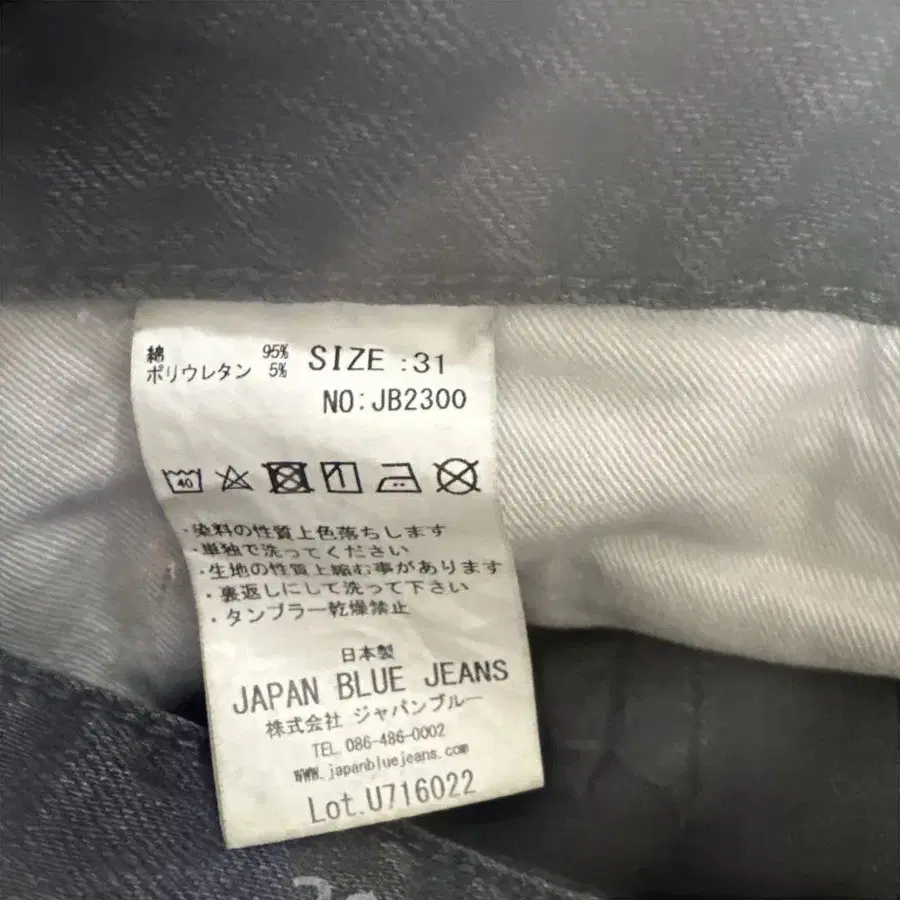 綿 95%
ポリウレタン 5%
SIZE :31
NO:JB2300
40
・染料の性質上色落ちします
・単独で洗ってください
・生地の性質上縮む事があります
・裏返しにして洗って下さい
・タンブラー乾燥禁止
日本製
JAPAN BLUE JEANS
株式会社 ジャパンブルー
TEL.086-486-0002
WWW.japanbluejeans.com
Lot.U716022